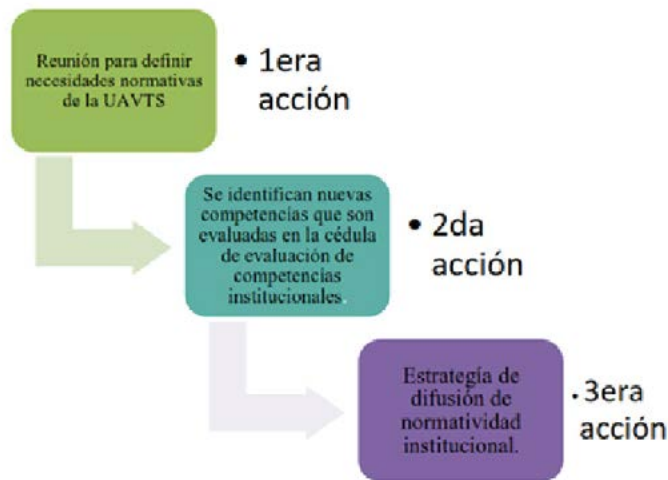 Reunión para definir
necesidades normativas
de la UAVTS
• 1era
acción
Se identifican nuevas
competencias que son
evaluadas en la cédula
de evaluación de
competencias
institucionales.
• 2da
acción
Estrategía de
difusión de
normatividad
institucional.
• 3era
acción